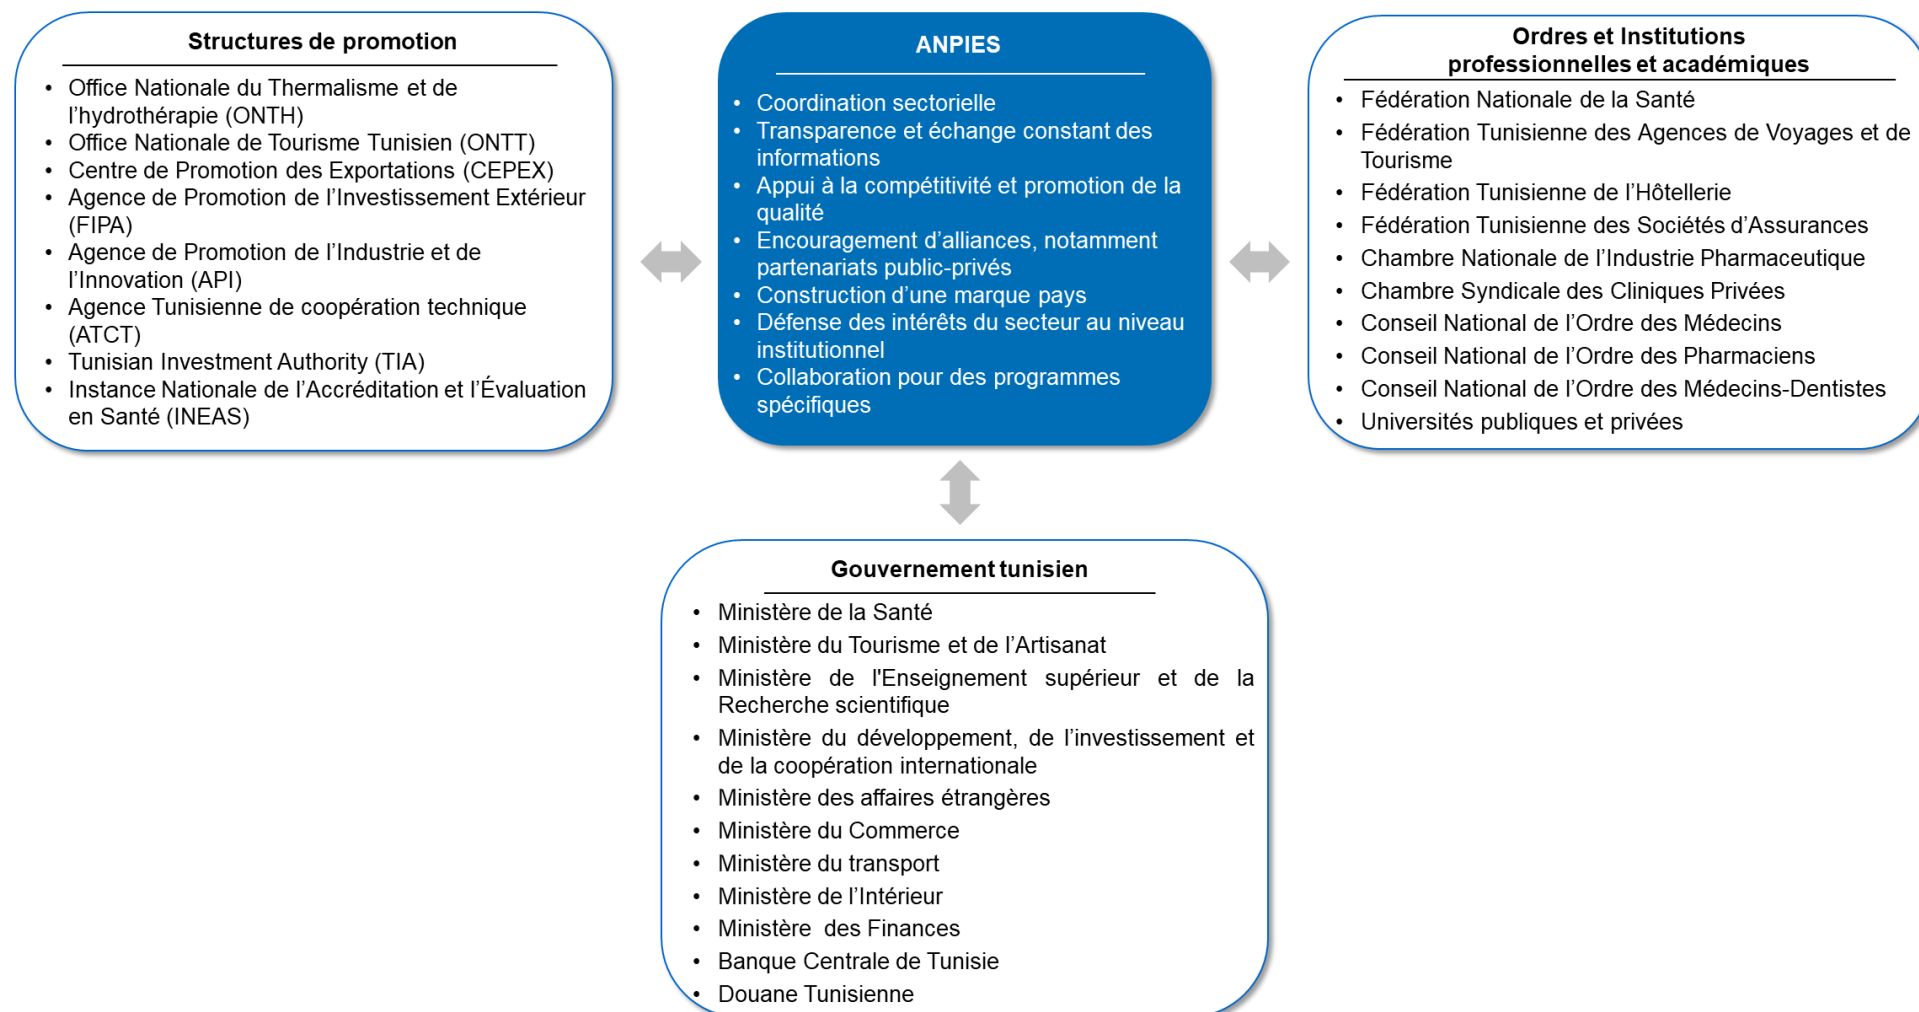 Structures de promotion
• Office Nationale du Thermalisme et de
l’hydrothérapie (ONTH)
• Office Nationale de Tourisme Tunisien (ONTT)
• Centre de Promotion des Exportations (CEPEX)
• Agence de Promotion de l’Investissement Extérieur
(FIPA)
• Agence de Promotion de l’Industrie et de
l’Innovation (API)
• Agence Tunisienne de coopération technique
(ATCT)
• Tunisian Investment Authority (TIA)
• Instance Nationale de l’Accréditation et l’Évaluation
en Santé (INEAS)
ANPIES
• Coordination sectorielle
• Transparence et échange constant des
informations
• Appui à la compétitivité et promotion de la
qualité
• Encouragement d’alliances, notamment
partenariats public-privés
• Construction d’une marque pays
• Défense des intérêts du secteur au niveau
institutionnel
• Collaboration pour des programmes
spécifiques
Ordres et Institutions
professionnelles et académiques
• Fédération Nationale de la Santé
• Fédération Tunisienne des Agences de Voyages et de
Tourisme
• Fédération Tunisienne de l’Hôtellerie
• Fédération Tunisienne des Sociétés d’Assurances
• Chambre Nationale de l’Industrie Pharmaceutique
• Chambre Syndicale des Cliniques Privées
• Conseil National de l’Ordre des Médecins
• Conseil National de l’Ordre des Pharmaciens
• Conseil National de l’Ordre des Médecins-Dentistes
• Universités publiques et privées
Gouvernement tunisien
• Ministère de la Santé
• Ministère du Tourisme et de l’Artisanat
• Ministère de l'Enseignement supérieur et de la
Recherche scientifique
• Ministère du développement, de l’investissement et
de la coopération internationale
• Ministère des affaires étrangères
• Ministère du Commerce
• Ministère du transport
• Ministère de l’Intérieur
• Ministère des Finances
• Banque Centrale de Tunisie
• Douane Tunisienne